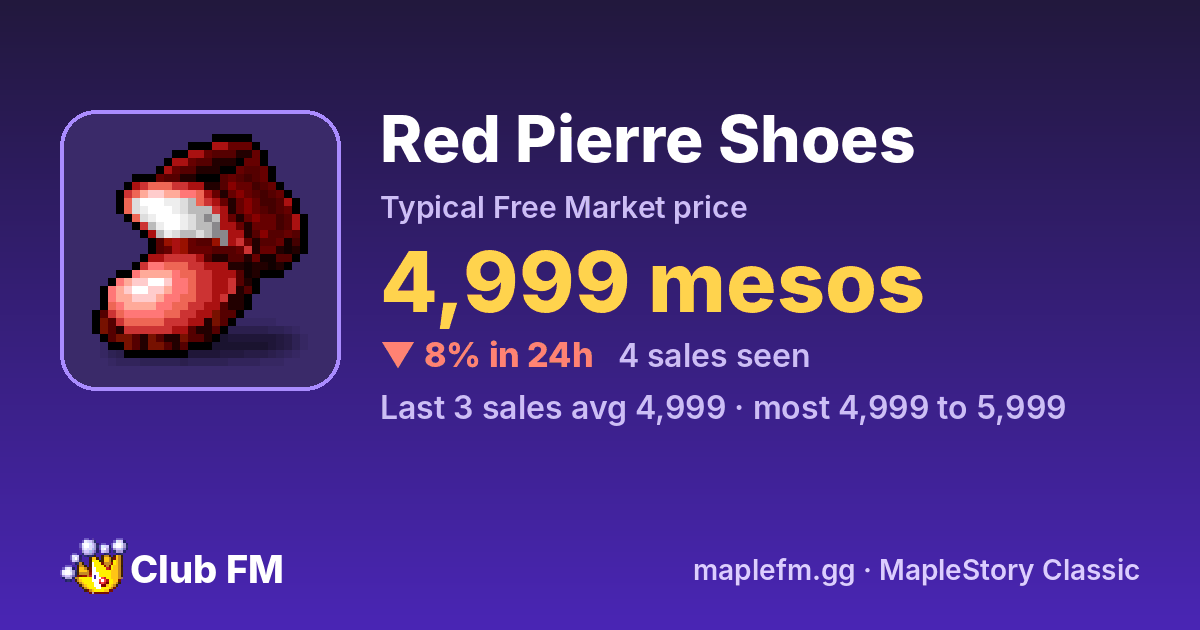 Red Pierre Shoes
Typical Free Market price
4,999 mesos
▼ 8% in 24h 4 sales seen
Last 3 sales avg 4,999 · most 4,999 to 5,999
Club FM
maplefm.gg · MapleStory Classic